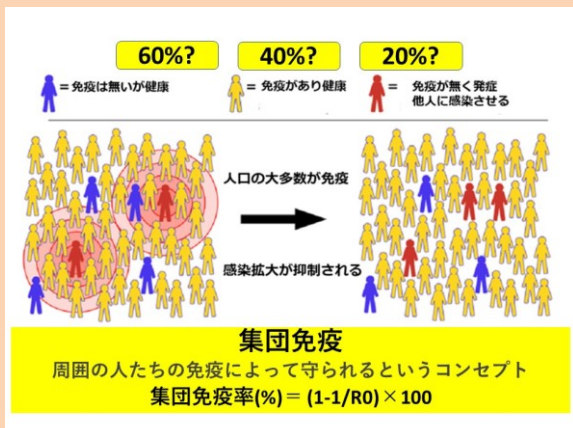 60%?
40%?
20%?
= 免疫は無いが健康
= 免疫があり健康
= 免疫が無く発症
他人に感染させる
人口の大多数が免疫
感染拡大が抑制される
集団免疫
周囲の人たちの免疫によって守られるというコンセプト
集団免疫率(%)= (1-1/R0)×100